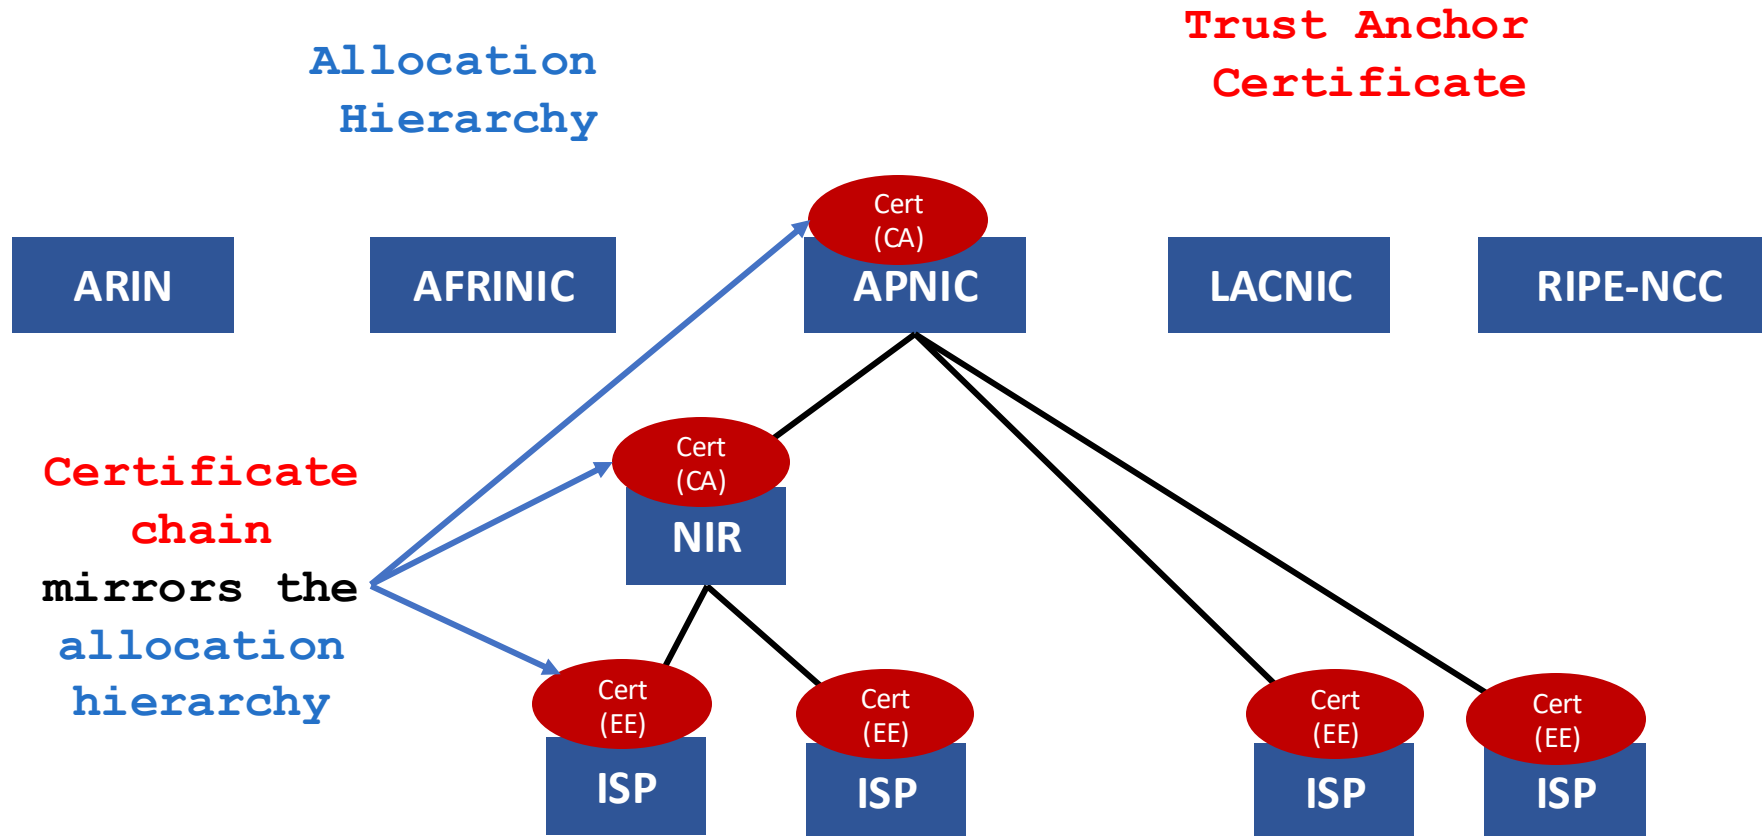 Trust Anchor
Certificate
Allocation
Hierarchy
Cert
(CA)
ARIN
AFRINIC
APNIC
LACNIC
RIPE-NCC
Cert
(CA)
NIR
Certificate
chain
mirrors the
allocation
hierarchy
Cert
(EE)
ISP
Cert
(EE)
ISP
Cert
(EE)
ISP
Cert
(EE)
ISP